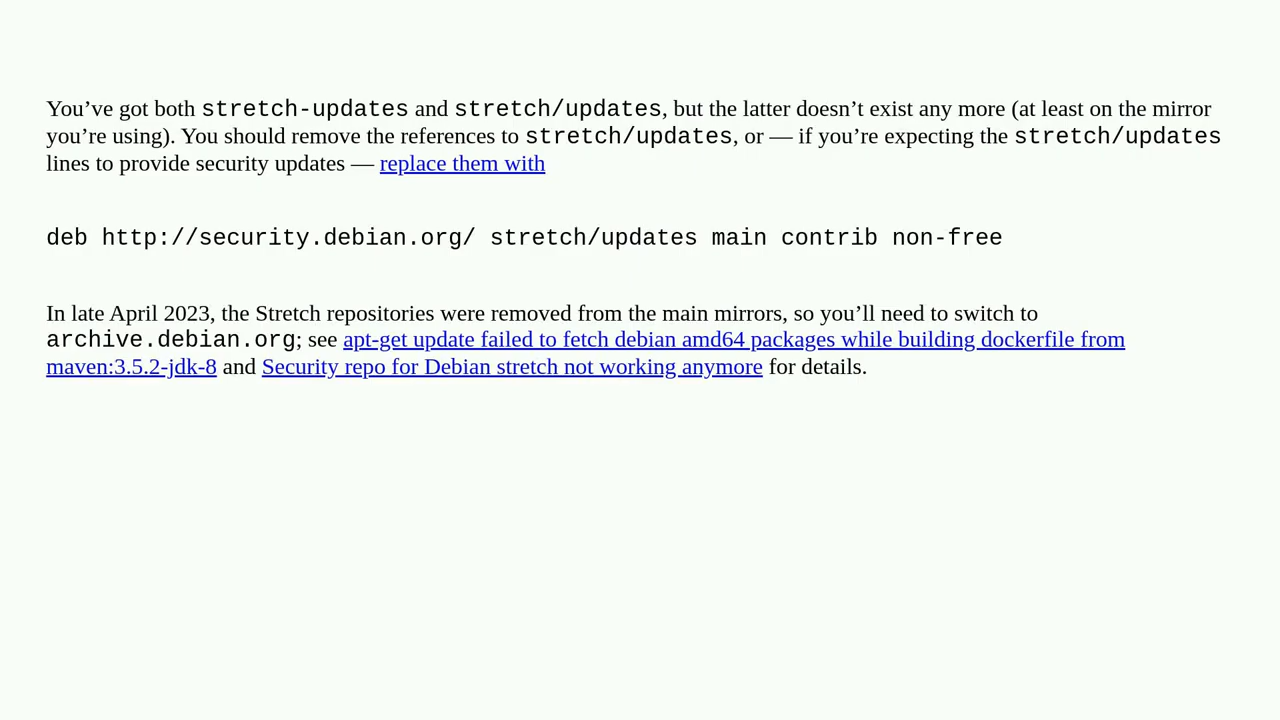 You’ve got both stretch-updates and stretch/updates, but the latter doesn’t exist any more (at least on the mirror
you’re using). You should remove the references to stretch/updates, or — if you’re expecting the stretch/updates
lines to provide security updates — replace them with
deb http://security.debian.org/ stretch/updates main contrib non-free
In late April 2023, the Stretch repositories were removed from the main mirrors, so you’ll need to switch to
archive.debian.org; see apt-get update failed to fetch debian amd64 packages while building dockerfile from
maven:3.5.2-jdk-8 and Security repo for Debian stretch not working anymore for details.